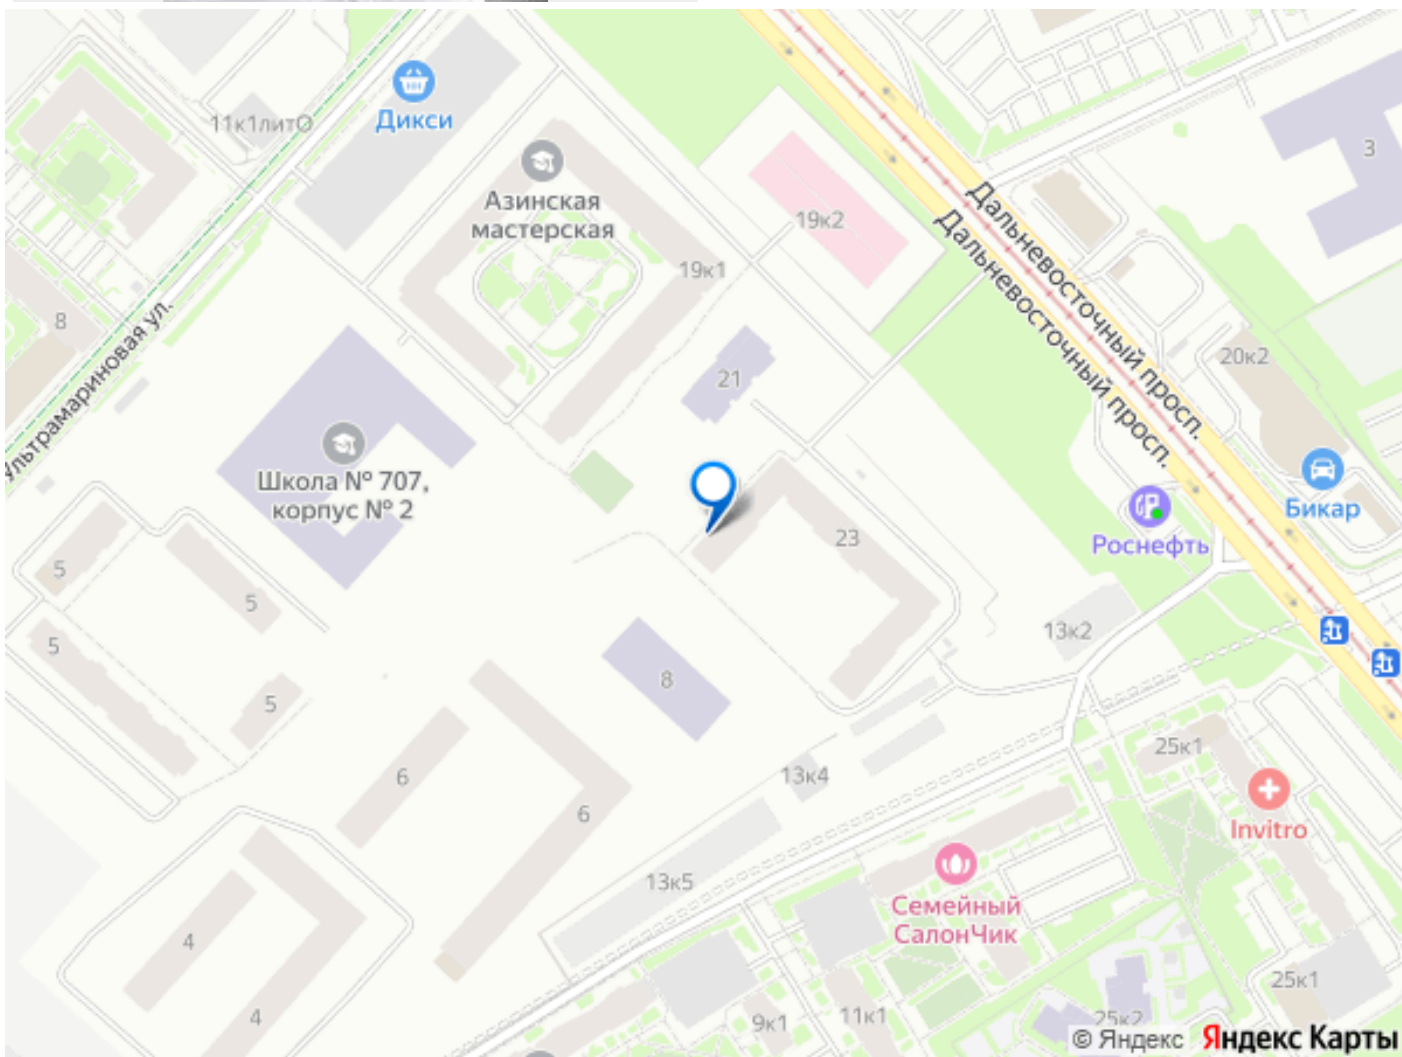 11к1литО
Дикси
3
Азинская
мастерская
19к2
Дальневосточный просп.
Дальневосточный просп.
19к1
8
Ультрамариновая ул.
20к2
21
Школа № 707,
корпус № 2
Бикар
Роснефть
23
5
5
13к2
5
8
5
25к1
6
13к4
6
Invitro
13к5
Семейный
СалонЧик
4
25к1
4
9к1
11к1
25к2
© Яндекс Яндекс Карты